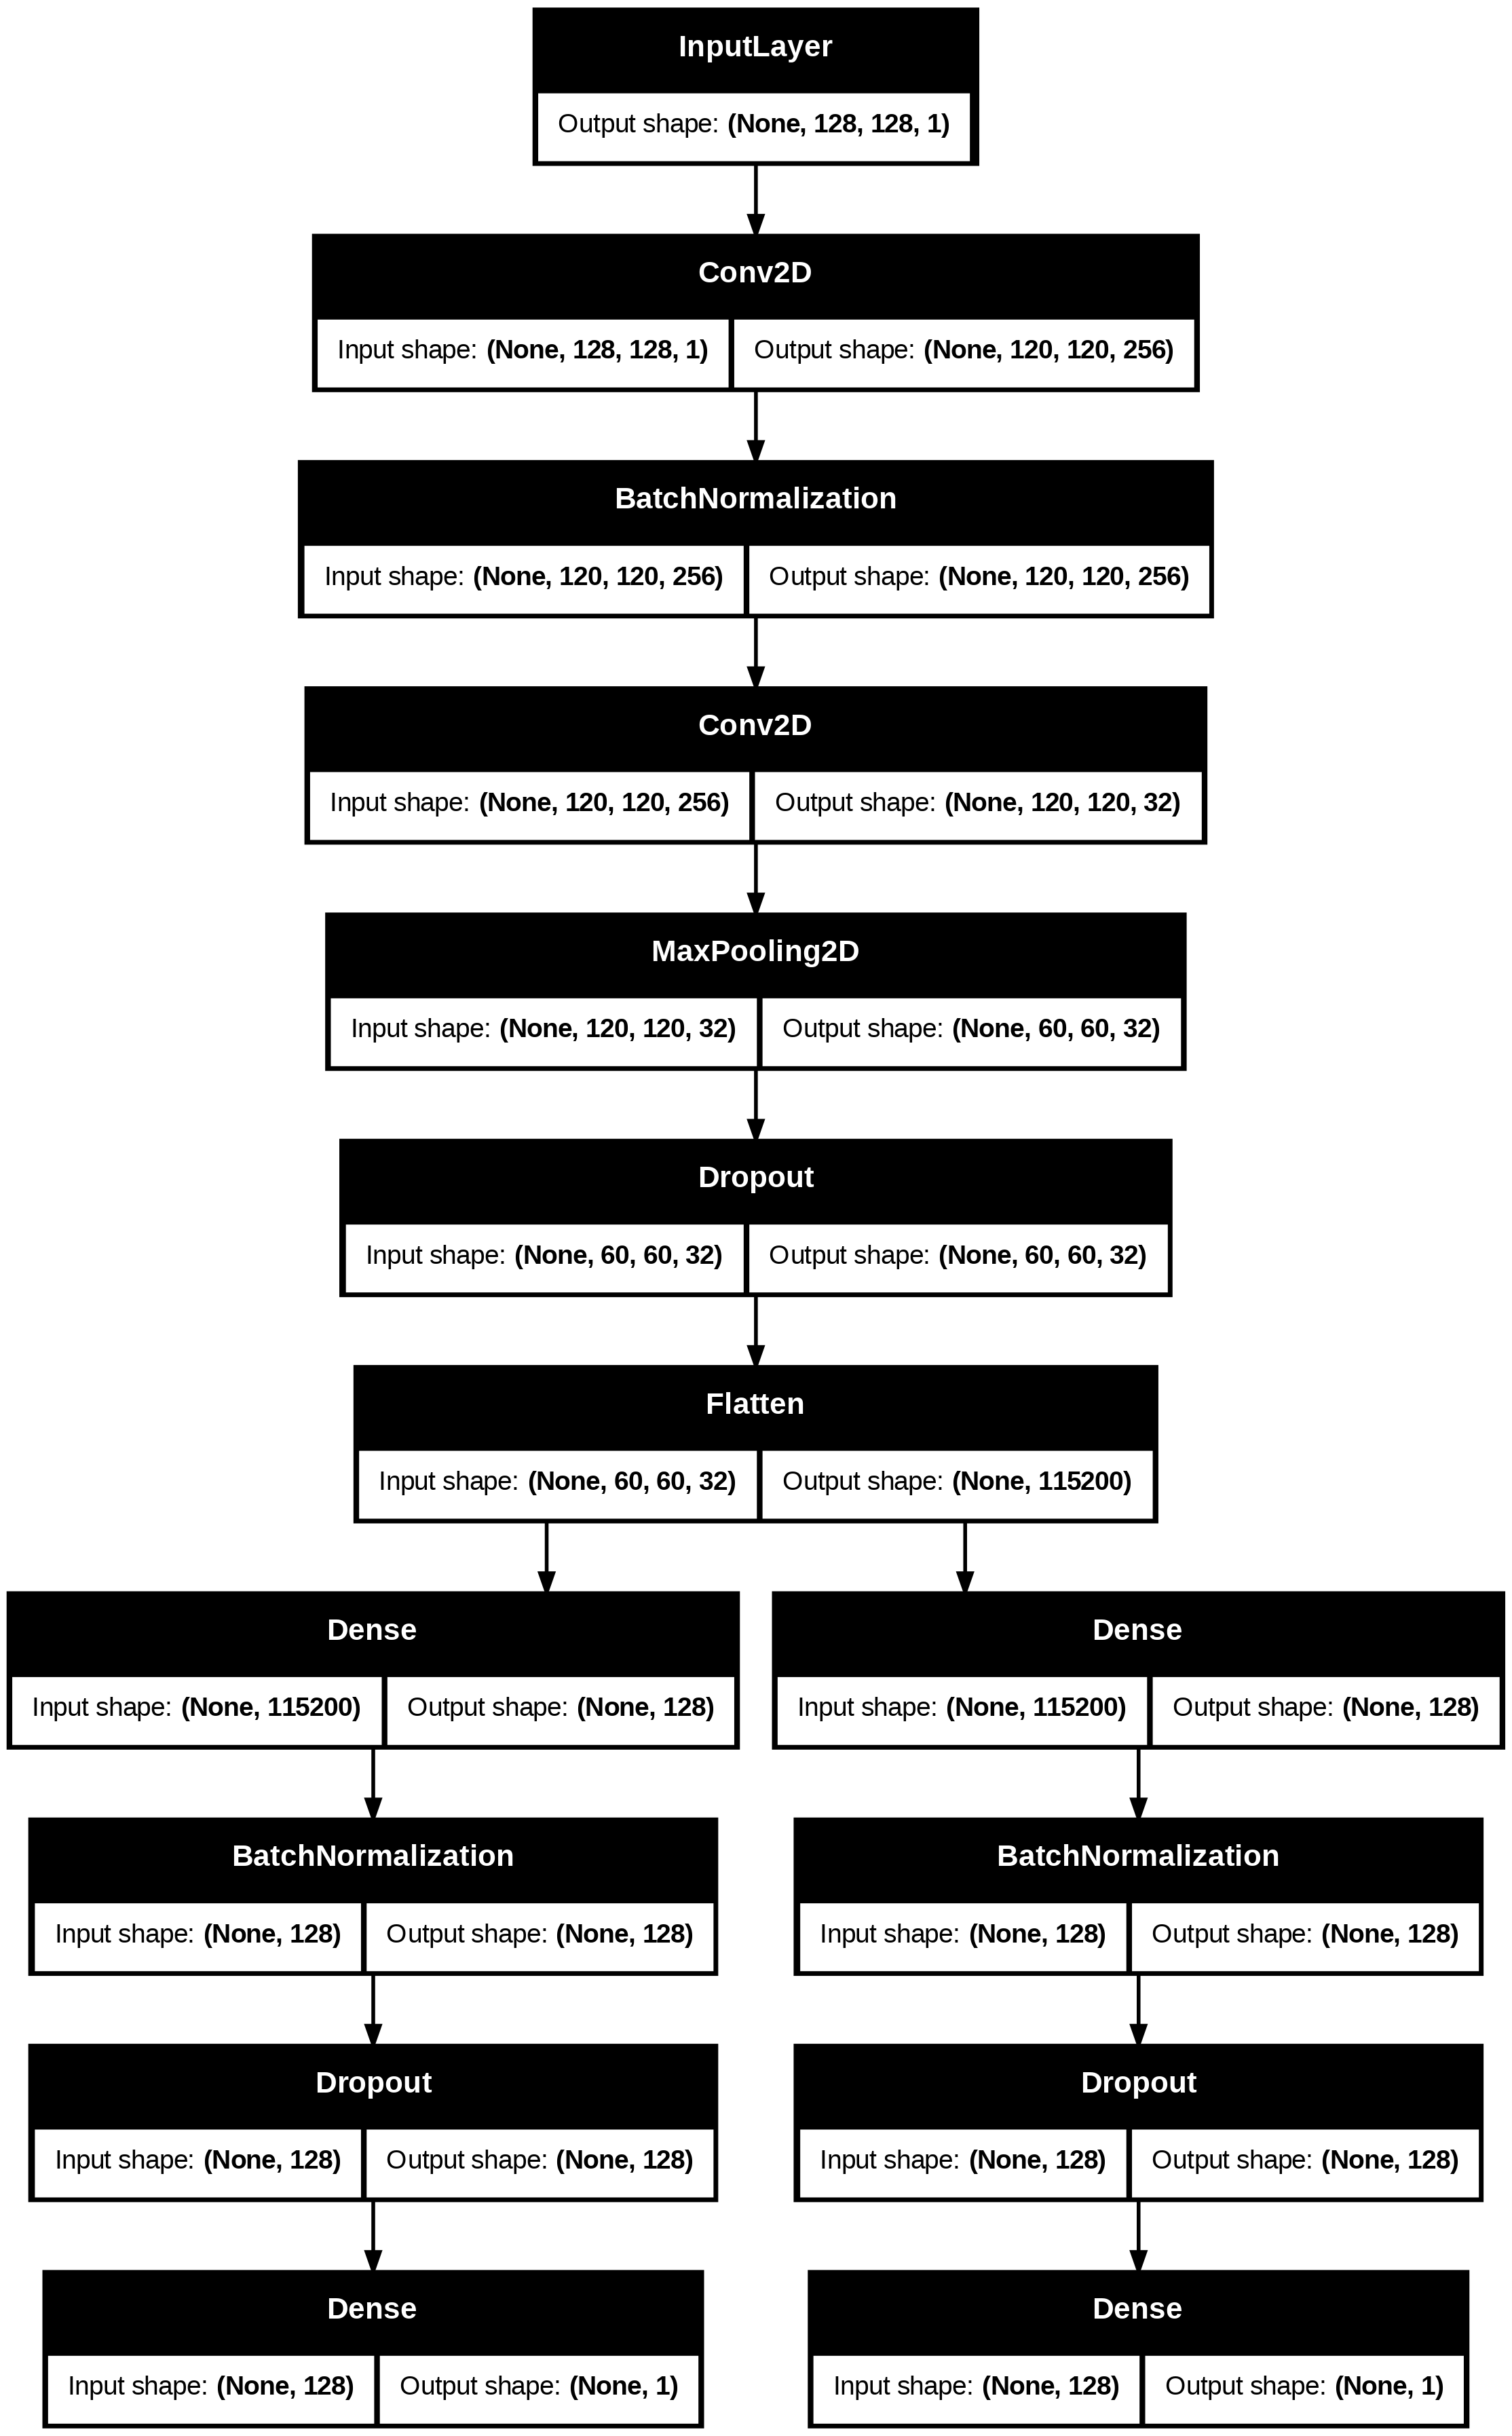 InputLayer
Output shape: (None, 128, 128, 1)
Conv2D
Input shape: (None, 128, 128, 1) Output shape: (None, 120, 120, 256)
BatchNormalization
Input shape: (None, 120, 120, 256) Output shape: (None, 120, 120, 256)
Conv2D
Input shape: (None, 120, 120, 256) Output shape: (None, 120, 120, 32)
MaxPooling2D
Input shape: (None, 120, 120, 32) Output shape: (None, 60, 60, 32)
Dropout
Input shape: (None, 60, 60, 32) Output shape: (None, 60, 60, 32)
Flatten
Input shape: (None, 60, 60, 32) Output shape: (None, 115200)
Dense
Input shape: (None, 115200) Output shape: (None, 128)
Dense
Input shape: (None, 115200) Output shape: (None, 128)
BatchNormalization
Input shape: (None, 128) Output shape: (None, 128)
BatchNormalization
Input shape: (None, 128) Output shape: (None, 128)
Dropout
Input shape: (None, 128) Output shape: (None, 128)
Dropout
Input shape: (None, 128) Output shape: (None, 128)
Dense
Input shape: (None, 128) Output shape: (None, 1)
Dense
Input shape: (None, 128) Output shape: (None, 1)